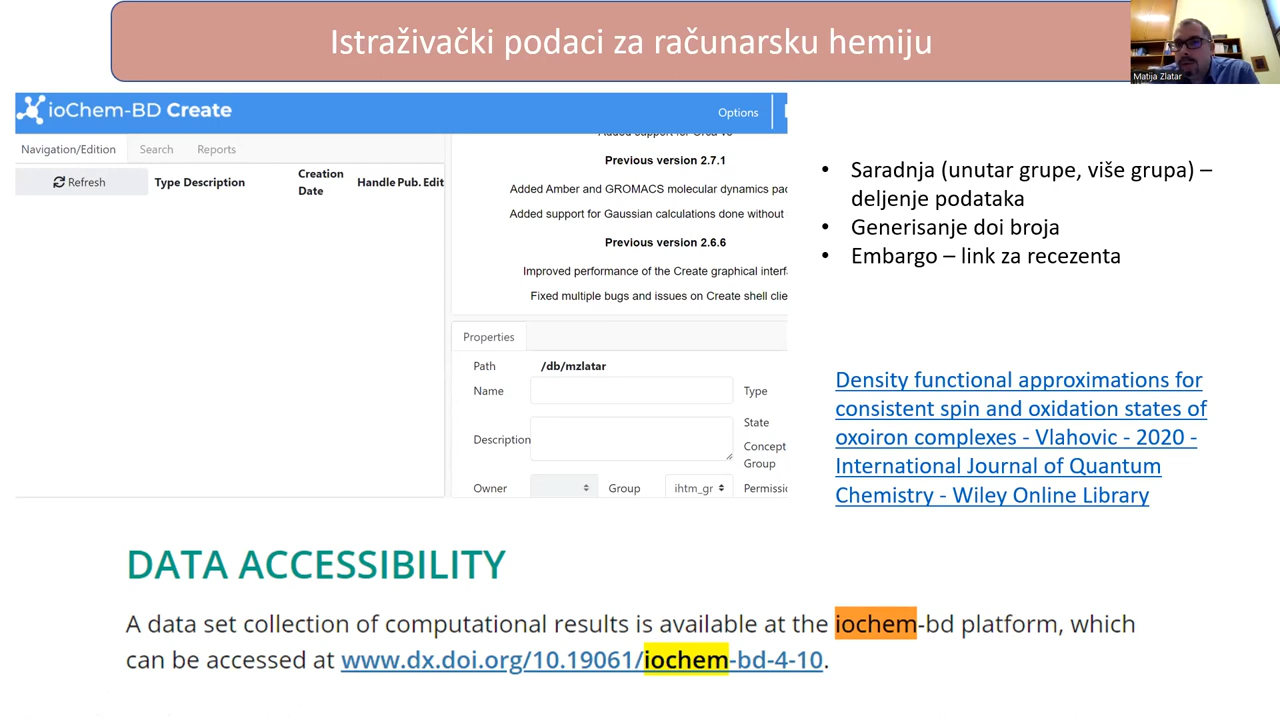 Istraživački podaci za računarsku hemiju
Matija Zlatar
ioChem-BD Create
Options
Navigation/Edition
Search
Reports
Refresh
Type Description
Creation Date
Handle Pub. Edit
Previous version 2.7.1
Added Amber and GROMACS molecular dynamics
Added support for Gaussian calculations done without
Previous version 2.6.6
Improved performance of the Create graphical
Fixed multiple bugs and issues on Create shell
Properties
Path
/db/mzlatar
Name
Type
State
Description
Concept Group
Owner
Group
ihtm_gr
• Saradnja (unutar grupe, više grupa) –
deljenje podataka
• Generisanje doi broja
• Embargo – link za recezenta
Density functional approximations for
consistent spin and oxidation states of
oxoiron complexes - Vlahovic - 2020 -
International Journal of Quantum
Chemistry - Wiley Online Library
DATA ACCESSIBILITY
A data set collection of computational results is available at the iochem-bd platform, which
can be accessed at www.dx.doi.org/10.19061/iochem-bd-4-10.